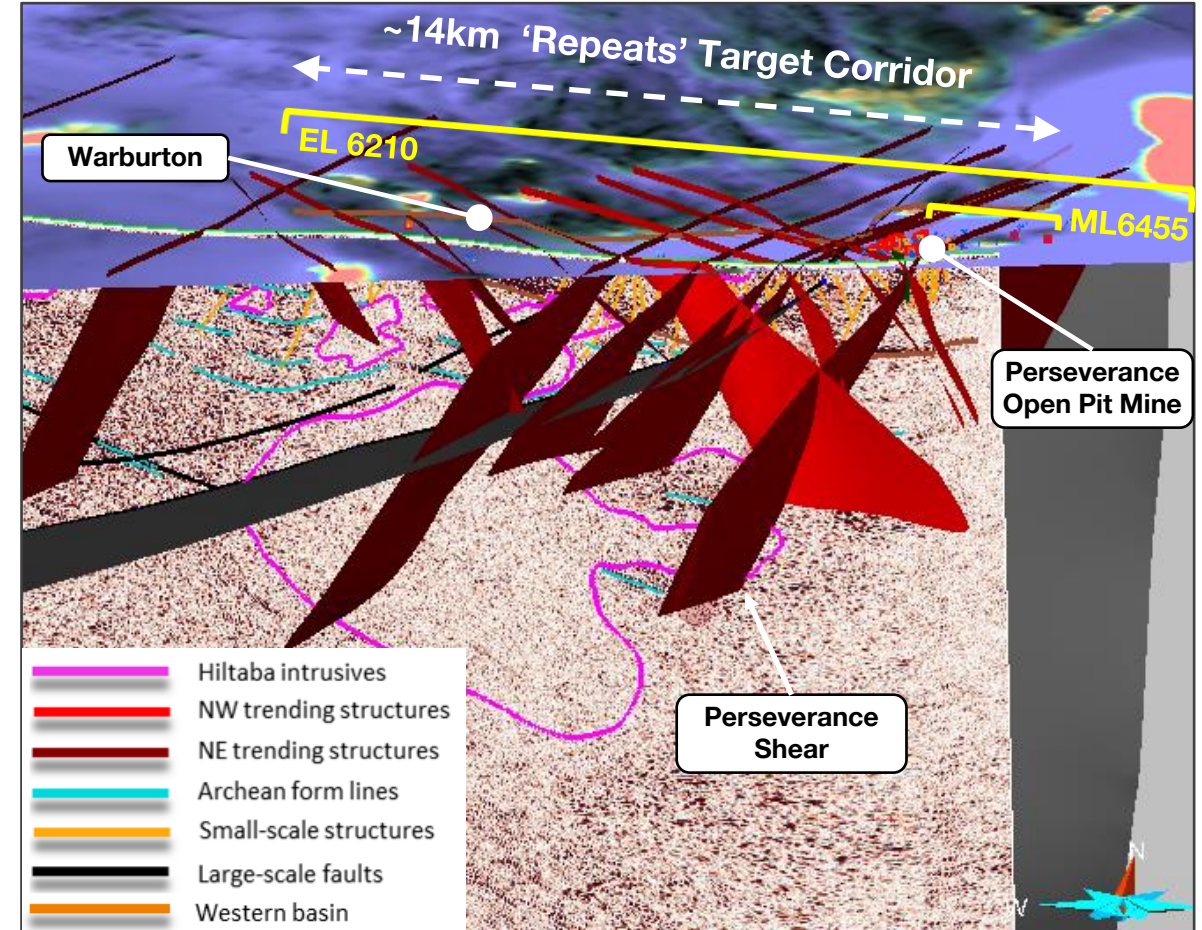 ~14km 'Repeats' Target Corridor
EL 6210
Warburton
ML6455
Perseverance
Open Pit Mine
Perseverance
Shear
Hiltaba intrusives
NW trending structures
NE trending structures
Archean form lines
Small-scale structures
Large-scale faults
Western basin
N
W